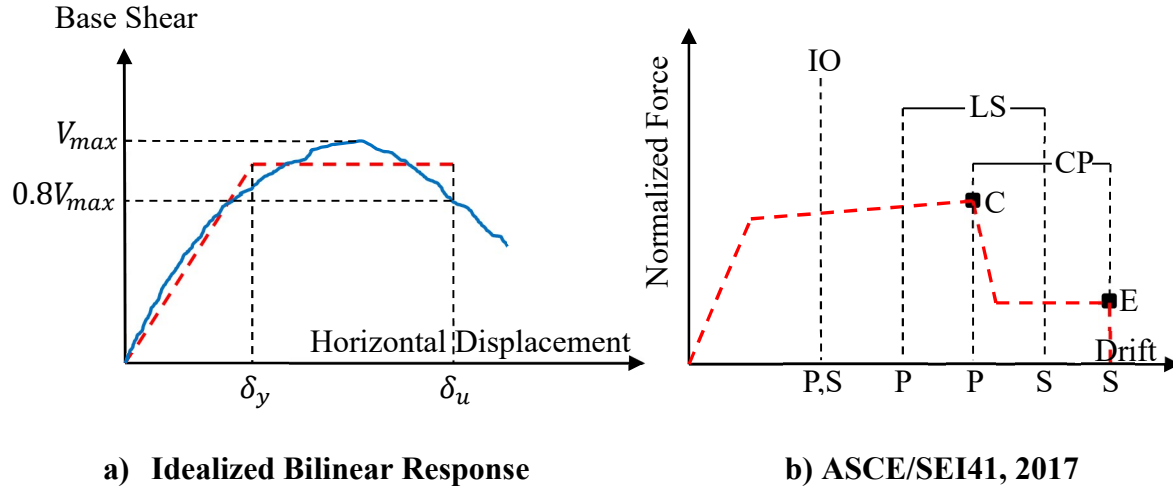 Base Shear
V_max
0.8V_max
Horizontal Displacement
δ_y
δ_u
a) Idealized Bilinear Response
Normalized Force
IO
LS
CP
C
E
Drift
P,S
P
P
S
S
b) ASCE/SEI41, 2017